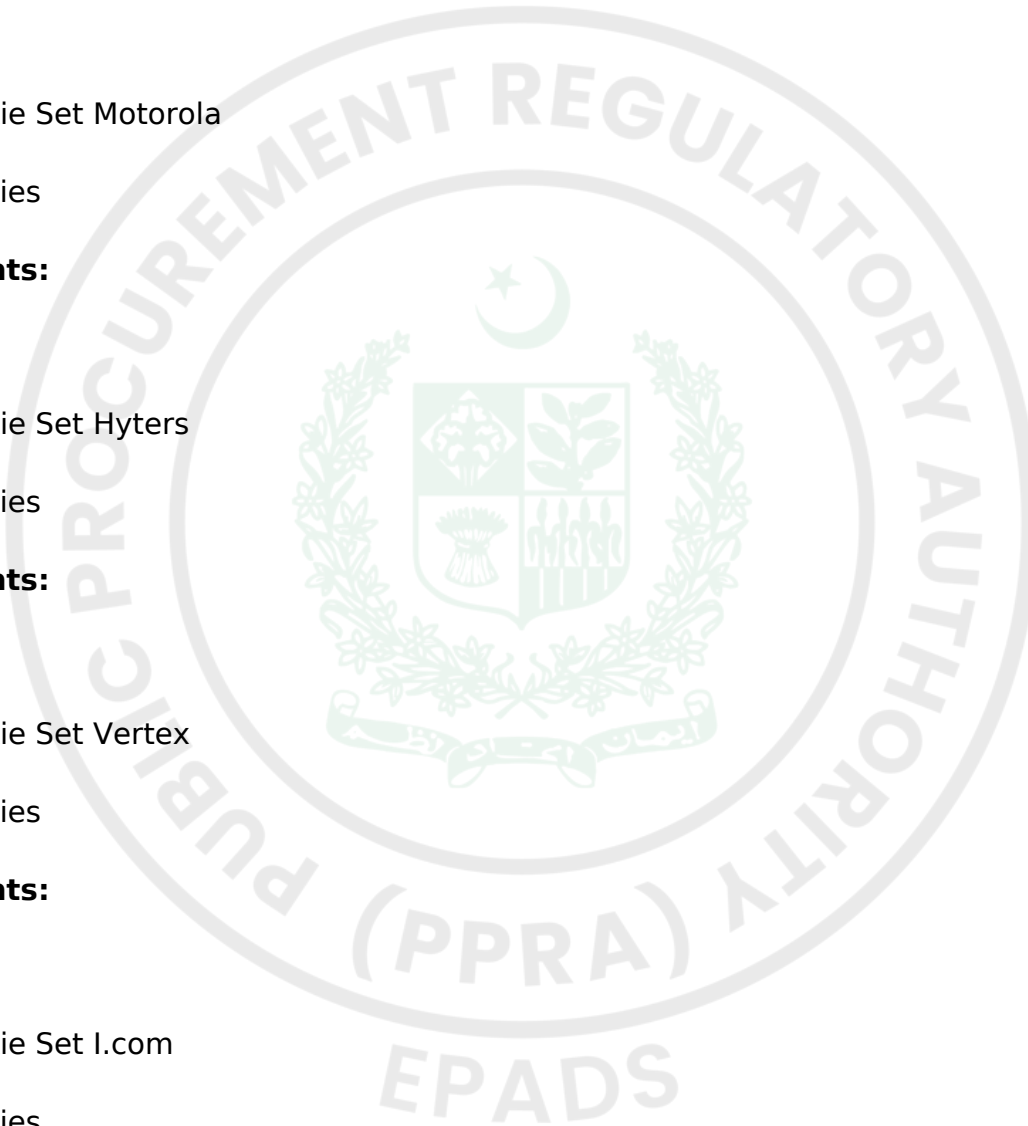 ie Set Motorola
ies
nts:
ie Set Hyters
ies
nts:
ie Set Vertex
ies
nts:
ie Set I.com
ies
PUBLIC PROCUREMENT REGULATORY AUTHORITY
(PPRA)
EPADS